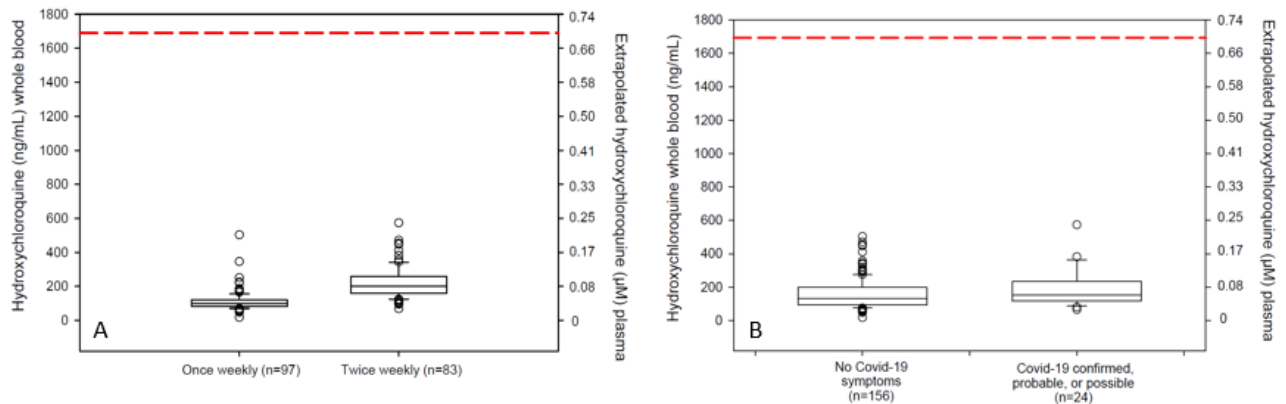 Hydroxychloroquine (ng/mL) whole blood
1800
1600
1400
1200
1000
800
600
400
200
0
0.74
0.66
0.58
0.50
0.41
0.33
0.25
0.17
0.08
0
Extrapolated hydroxychloroquine (µM) plasma
A
Once weekly (n=97)
Twice weekly (n=83)
Hydroxychloroquine whole blood (ng/mL)
1800
1600
1400
1200
1000
800
600
400
200
0
0.74
0.66
0.58
0.50
0.41
0.33
0.25
0.17
0.08
0
Extrapolated hydroxychloroquine (µM) plasma
B
No Covid-19
symptoms
(n=156)
Covid-19 confirmed,
probable, or possible
(n=24)